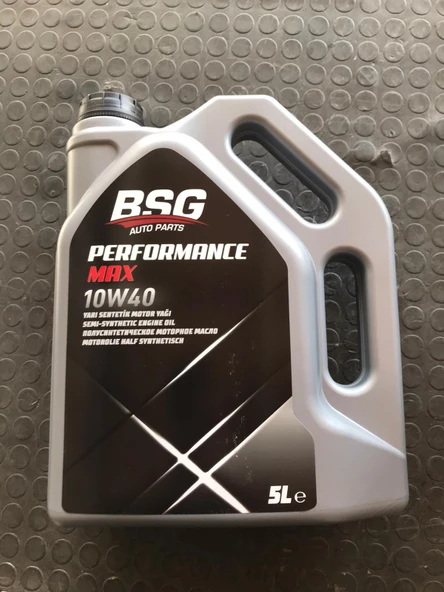 BSG
AUTO PARTS
PERFORMANCE
MAX
10W40
YARI SENTETİK MOTOR YAĞI
SEMI-SYNTHETIC ENGINE OIL
ПОЛУСИНТЕТИЧЕСКОЕ МОТОРНОЕ МАСЛО
MOTOROLIE HALF SYNTHETISCH
5L e